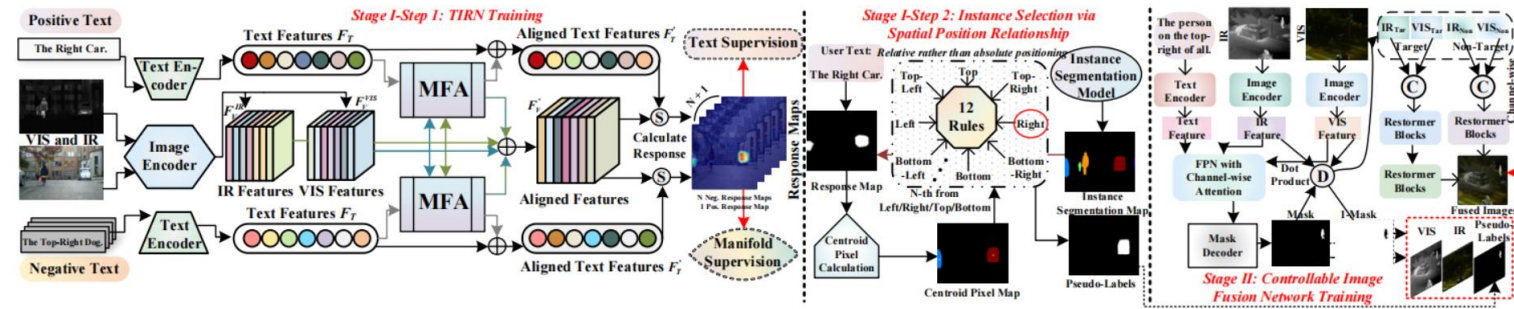 Stage I-Step 1: TIRN Training
Positive Text
The Right Car.
Text En-
coder
Text Features F_T
Aligned Text Features F_T'
Text Supervision
MFA
F_V^IR
F_V^VIS
F_V'
VIS and IR
Image
Encoder
IR Features
VIS Features
Aligned
Features
S
Calculate
Response
S
N+1
Response Maps
N Neg. Response Maps
1 Pos. Response Map
MFA
Text Features F_T
The Top-Right Dog.
Text
Encoder
Negative Text
Aligned Text Features F_T'
Manifold
Supervision
Stage I-Step 2: Instance Selection via
Spatial Position Relationship
User Text:
The Right Car.
Relative rather than absolute positioning
Top-
Left
Top
Top-
Right
Left
12
Rules
Right
Bottom
-Left
Bottom
Bottom
-Right
N-th from
Left/Right/Top/Bottom
Instance
Segmentation
Model
Response Map
Instance
Segmentation Map
Centroid
Pixel
Calculation
Centroid Pixel Map
Pseudo-Labels
The person
on the top-
right of all.
IR
VIS
IR_Tar VIS_Tar IR_Non VIS_Non
Target
Non-Target
C
C
Channel-wise
Text
Encoder
Image
Encoder
Image
Encoder
Text
Feature
IR
Feature
VIS
Feature
Restormer
Blocks
Restormer
Blocks
FPN with
Channel-wise
Attention
Dot
Product
D
Restormer
Blocks
Fused Images
Mask
1-Mask
Mask
Decoder
VIS
IR
Pseudo-
Labels
Stage II: Controllable Image
Fusion Network Training